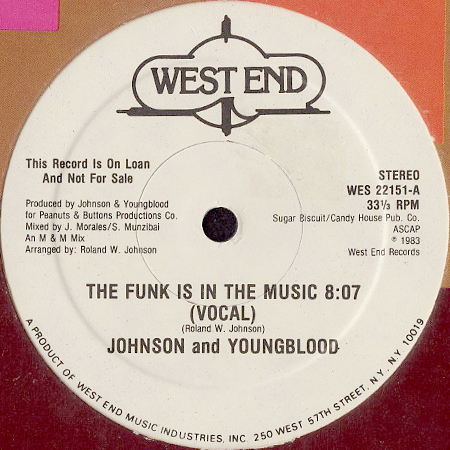 WEST END
This Record Is On Loan
And Not For Sale
Produced by Johnson & Youngblood
for Peanuts & Buttons Productions Co.
Mixed by J. Morales/S. Munzibai
An M & M Mix
Arranged by: Roland W. Johnson
STEREO
WES 22151-A
33⅓ RPM
Sugar Biscuit/Candy House Pub. Co.
ASCAP
℗ 1983
West End Records
THE FUNK IS IN THE MUSIC 8:07
(VOCAL)
(Roland W. Johnson)
JOHNSON and YOUNGBLOOD
A PRODUCT OF WEST END MUSIC INDUSTRIES, INC. 250 WEST 57TH STREET, N.Y. N.Y. 10019